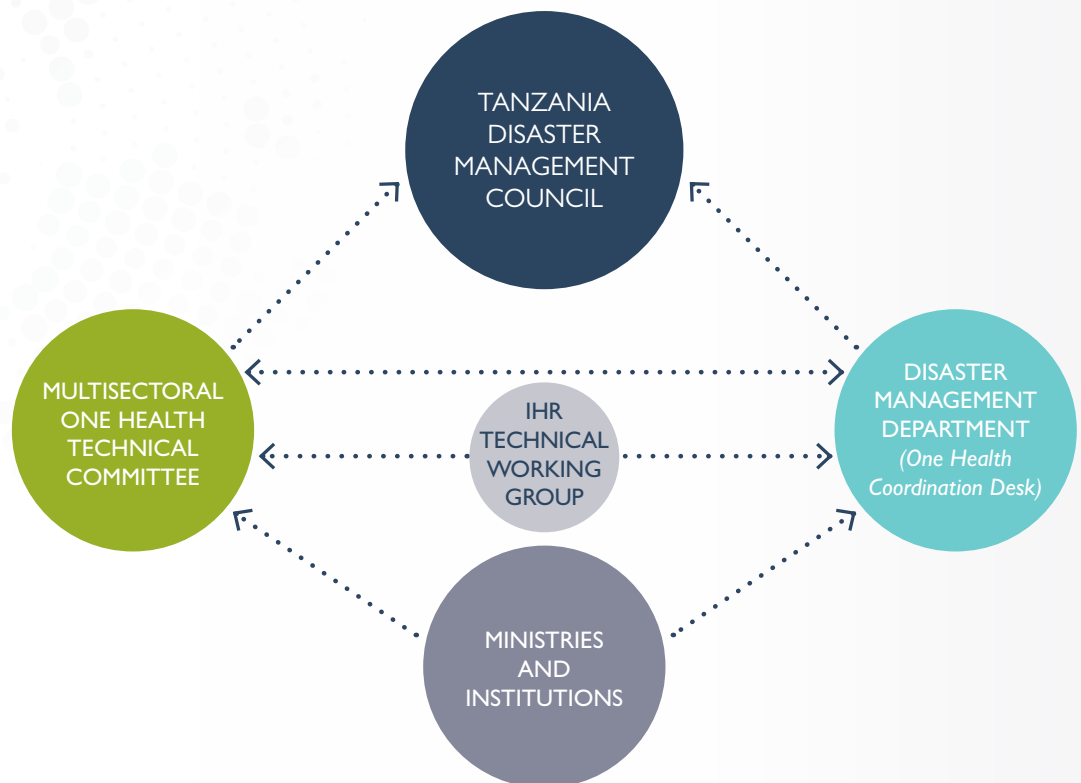 TANZANIA
DISASTER
MANAGEMENT
COUNCIL
MULTISECTORAL
ONE HEALTH
TECHNICAL
COMMITTEE
IHR
TECHNICAL
WORKING
GROUP
DISASTER
MANAGEMENT
DEPARTMENT
(One Health
Coordination Desk)
MINISTRIES
AND
INSTITUTIONS